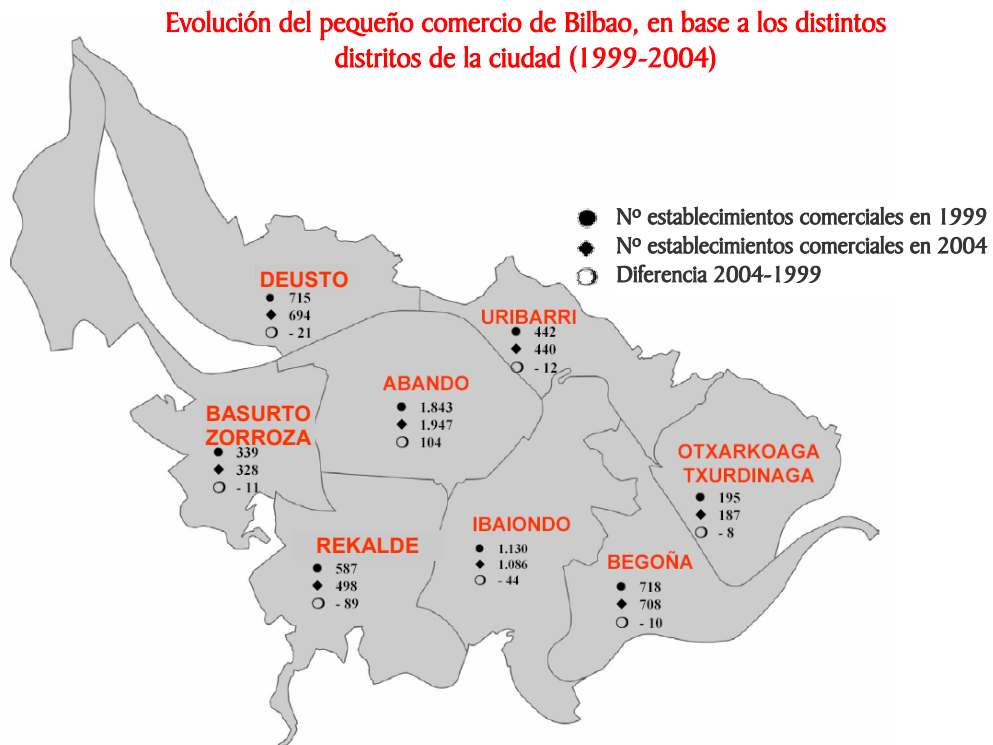 Evolución del pequeño comercio de Bilbao, en base a los distintos
distritos de la ciudad (1999-2004)
Nº establecimientos comerciales en 1999
Nº establecimientos comerciales en 2004
Diferencia 2004-1999
DEUSTO
715
694
- 21
URIBARRI
442
440
- 12
ABANDO
1.843
1.947
104
BASURTO
ZORROZA
339
328
- 11
OTXARKOAGA
TXURDINAGA
195
187
- 8
REKALDE
587
498
- 89
IBAIONDO
1.130
1.086
- 44
BEGOÑA
718
708
- 10